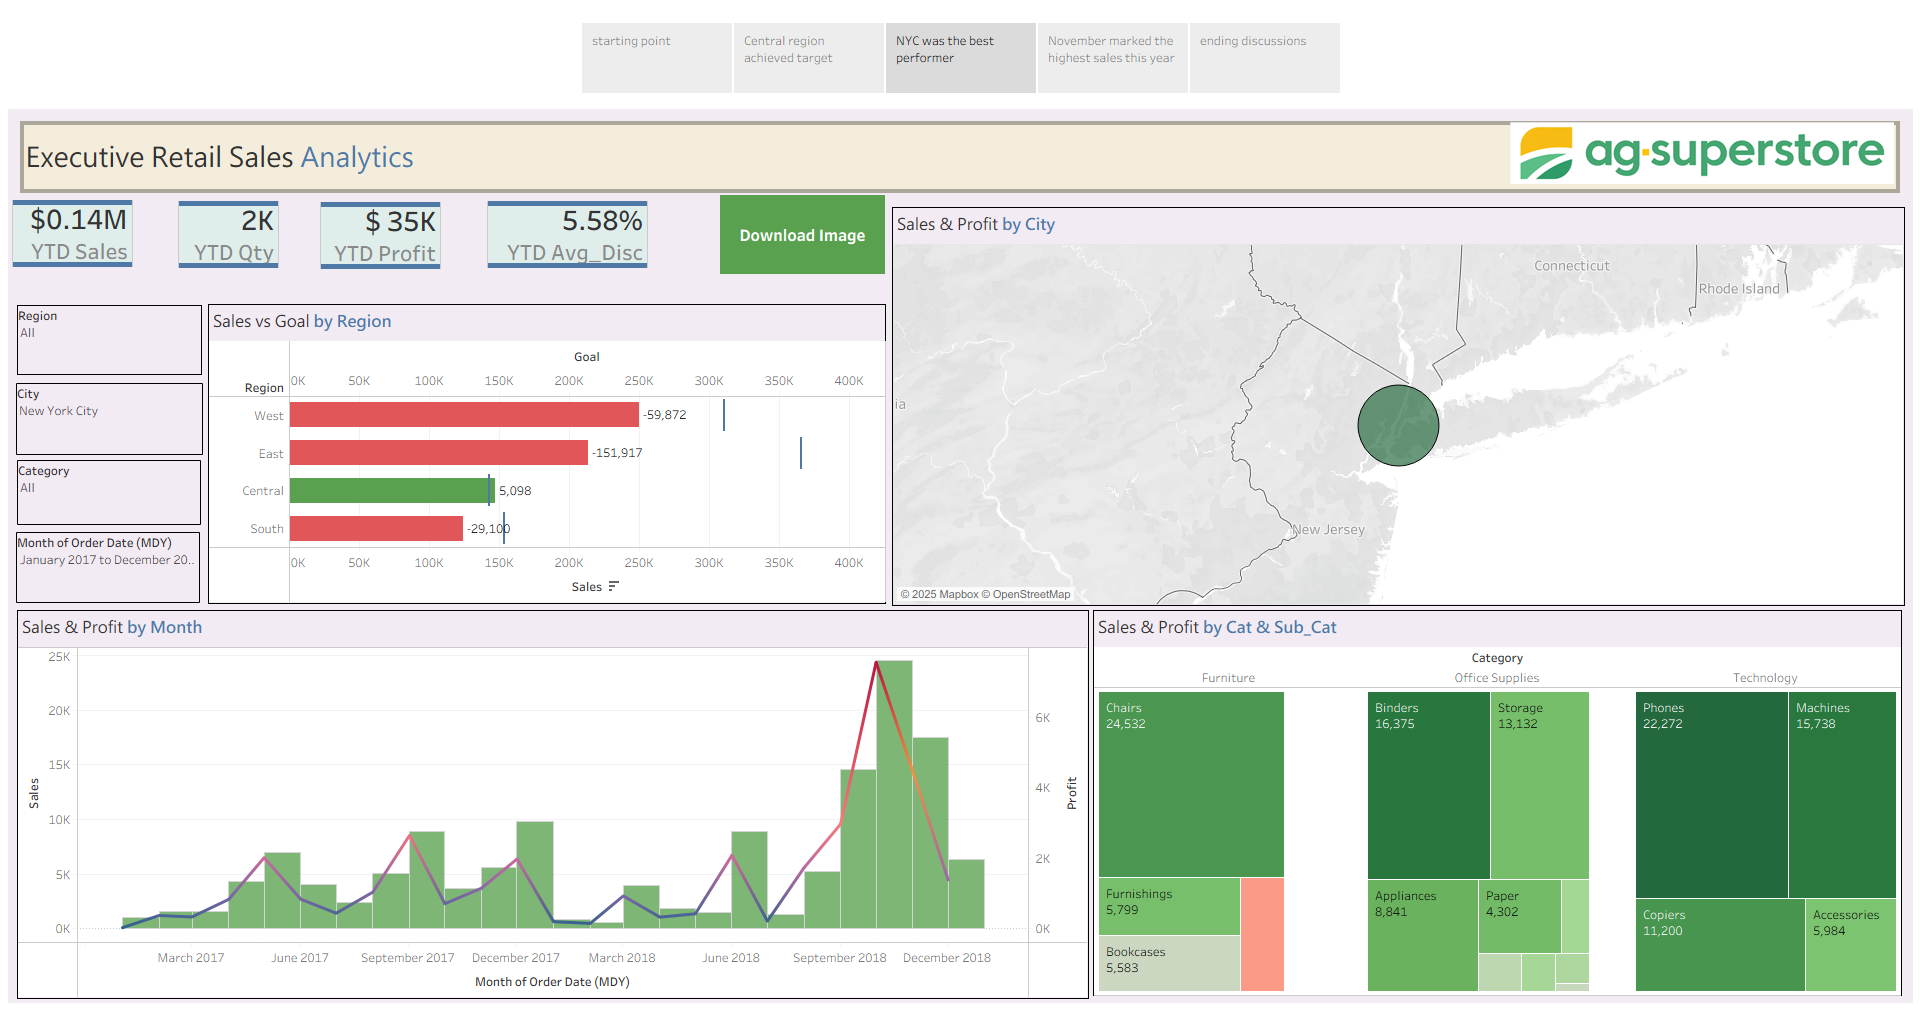 starting point
Central region
achieved target
NYC was the best
performer
November marked the
highest sales this year
ending discussions
Executive Retail Sales Analytics
ag·superstore
$0.14M
YTD Sales
2K
YTD Qty
$ 35K
YTD Profit
5.58%
YTD Avg_Disc
Download Image
Sales & Profit by City
Connecticut
Rhode Island
ia
New Jersey
© 2025 Mapbox © OpenStreetMap
Region
All
City
New York City
Category
All
Month of Order Date (MDY)
January 2017 to December 20..
Sales vs Goal by Region
Goal
Region
0K 50K 100K 150K 200K 250K 300K 350K 400K
West -59,872
East -151,917
Central 5,098
South -29,100
0K 50K 100K 150K 200K 250K 300K 350K 400K
Sales
Sales & Profit by Month
25K
20K
15K
10K
5K
0K
Sales
6K
4K
2K
0K
Profit
March 2017 June 2017 September 2017 December 2017 March 2018 June 2018 September 2018 December 2018
Month of Order Date (MDY)
Sales & Profit by Cat & Sub_Cat
Category
Furniture Office Supplies Technology
Chairs
24,532
Furnishings
5,799
Bookcases
5,583
Binders
16,375
Storage
13,132
Appliances
8,841
Paper
4,302
Phones
22,272
Machines
15,738
Copiers
11,200
Accessories
5,984